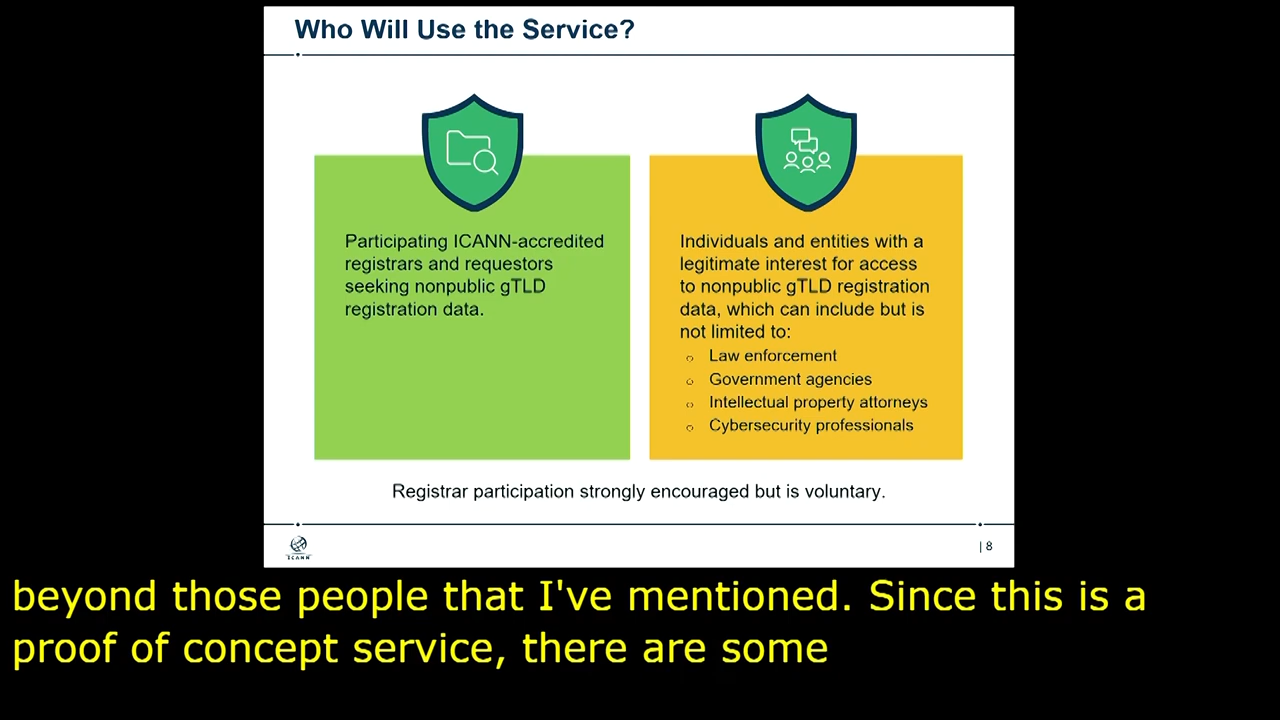 Who Will Use the Service?
Participating ICANN-accredited
registrars and requestors
seeking nonpublic gTLD
registration data.
Individuals and entities with a
legitimate interest for access
to nonpublic gTLD registration
data, which can include but is
not limited to:
Law enforcement
Government agencies
Intellectual property attorneys
Cybersecurity professionals
Registrar participation strongly encouraged but is voluntary.
ICANN
| 8
beyond those people that I've mentioned. Since this is a
proof of concept service, there are some